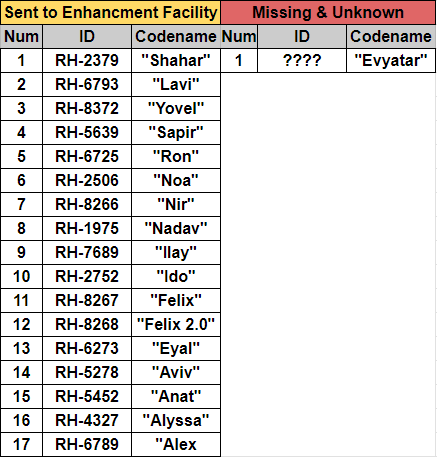 Sent to Enhancment Facility Missing & Unknown
Num ID Codename Num ID Codename
1 RH-2379 "Shahar" 1 ???? "Evyatar"
2 RH-6793 "Lavi"
3 RH-8372 "Yovel"
4 RH-5639 "Sapir"
5 RH-6725 "Ron"
6 RH-2506 "Noa"
7 RH-8266 "Nir"
8 RH-1975 "Nadav"
9 RH-7689 "Ilay"
10 RH-2752 "Ido"
11 RH-8267 "Felix"
12 RH-8268 "Felix 2.0"
13 RH-6273 "Eyal"
14 RH-5278 "Aviv"
15 RH-5452 "Anat"
16 RH-4327 "Alyssa"
17 RH-6789 "Alex